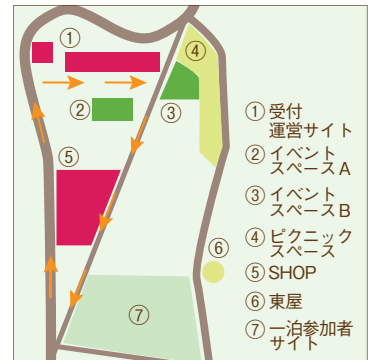 ①
④
②
③
⑤
⑥
⑦
① 受付
運営サイト
② イベント
スペースA
③ イベント
スペースB
④ ピクニック
スペース
⑤ SHOP
⑥ 東屋
⑦ 一泊参加者
サイト